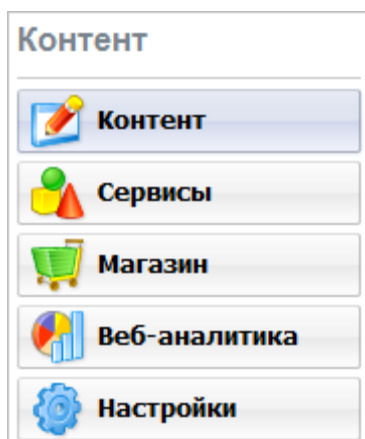 Контент
Контент
Сервисы
Магазин
Веб-аналитика
Настройки